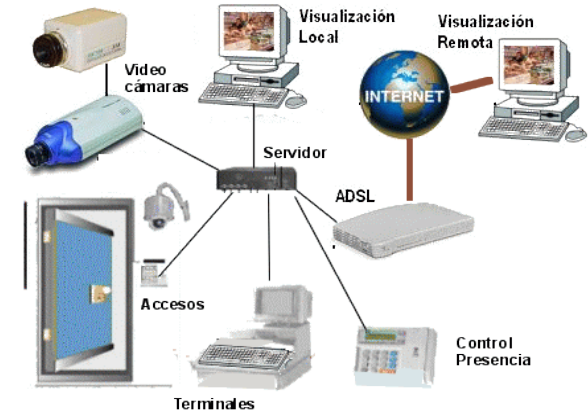 Visualización
Local
Visualización
Remota
Video
cámaras
INTERNET
Servidor
ADSL
Accesos
Control
Presencia
Terminales